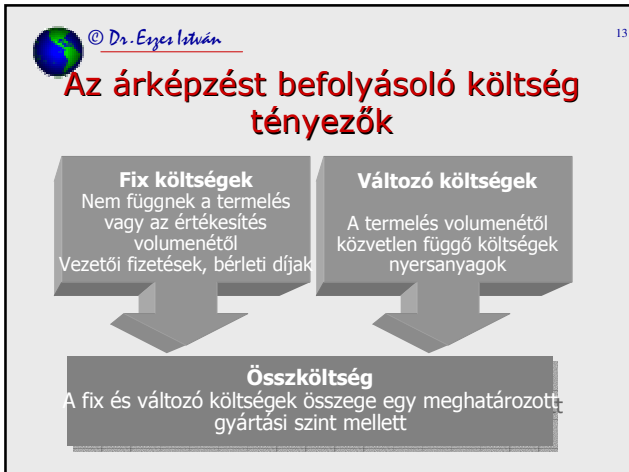 © Dr. Eszes István
13
Az árképzést befolyásoló költség
tényezők
Fix költségek
Nem függnek a termelés
vagy az értékesítés
volumenétől
Vezetői fizetések, bérleti díjak
Változó költségek
A termelés volumenétől
közvetlen függő költségek
nyersanyagok
Összköltség
A fix és változó költségek összege egy meghatározott
gyártási szint mellett